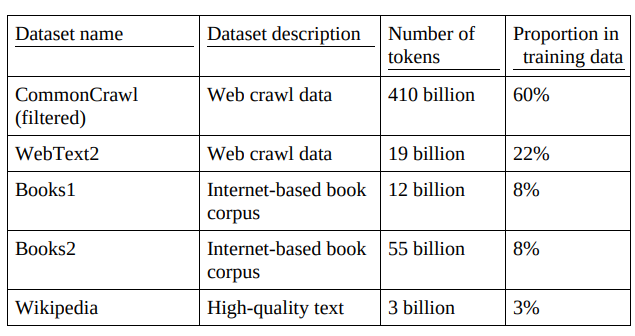 Dataset name Dataset description Number of tokens Proportion in training data
CommonCrawl (filtered) Web crawl data 410 billion 60%
WebText2 Web crawl data 19 billion 22%
Books1 Internet-based book corpus 12 billion 8%
Books2 Internet-based book corpus 55 billion 8%
Wikipedia High-quality text 3 billion 3%